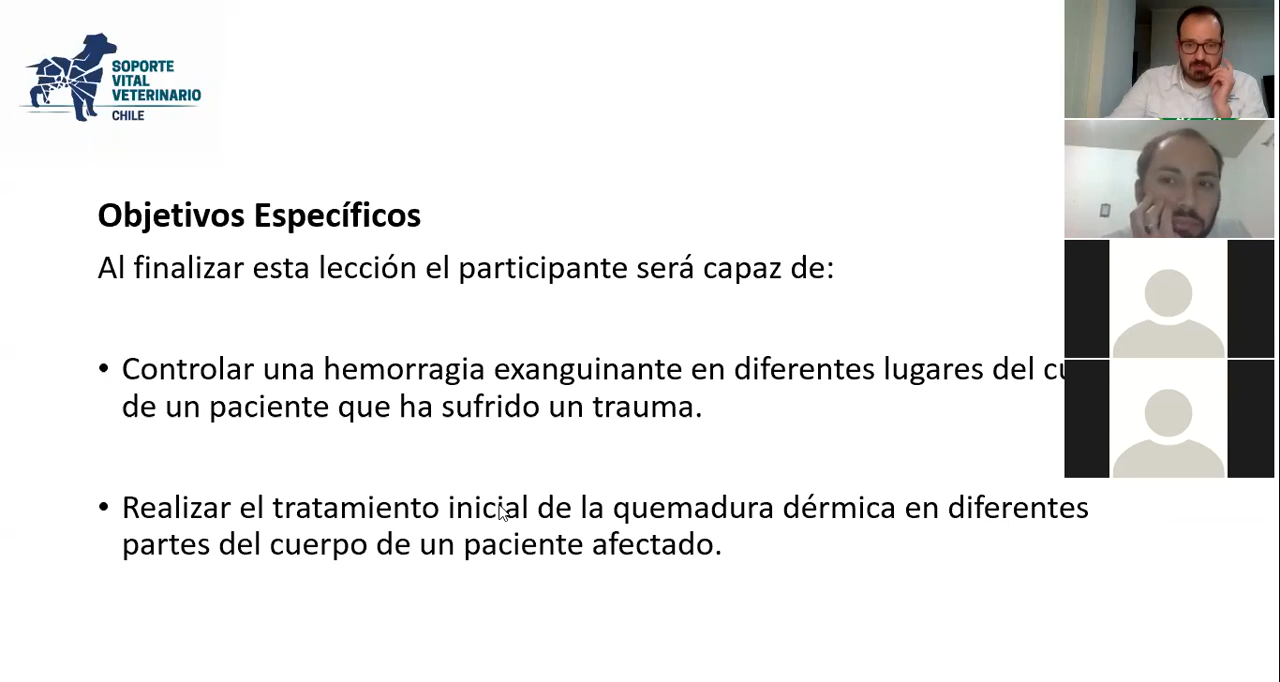 SOPORTE
VITAL
VETERINARIO
CHILE
Objetivos Específicos
Al finalizar esta lección el participante será capaz de:
• Controlar una hemorragia exanguinante en diferentes lugares del
de un paciente que ha sufrido un trauma.
• Realizar el tratamiento inicial de la quemadura dérmica en diferentes
partes del cuerpo de un paciente afectado.